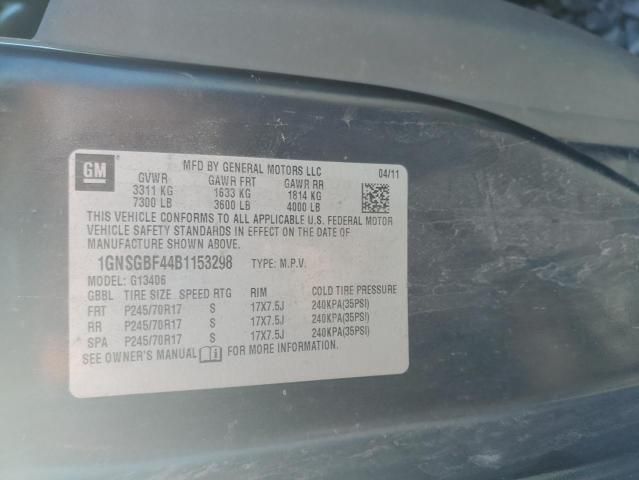 GM
MFD BY GENERAL MOTORS LLC
GVWR GAWR FRT GAWR RR 04/11
3311 KG 1633 KG 1814 KG
7300 LB 3600 LB 4000 LB
THIS VEHICLE CONFORMS TO ALL APPLICABLE U.S. FEDERAL MOTOR
VEHICLE SAFETY STANDARDS IN EFFECT ON THE DATE OF
MANUFACTURE SHOWN ABOVE.
1GNSGBF44B1153298 TYPE: M.P.V.
MODEL: G13406
GBBL TIRE SIZE SPEED RTG RIM COLD TIRE PRESSURE
FRT P245/70R17 S 17X7.5J 240KPA(35PSI)
RR P245/70R17 S 17X7.5J 240KPA(35PSI)
SPA P245/70R17 S 17X7.5J 240KPA(35PSI)
SEE OWNER'S MANUAL FOR MORE INFORMATION.